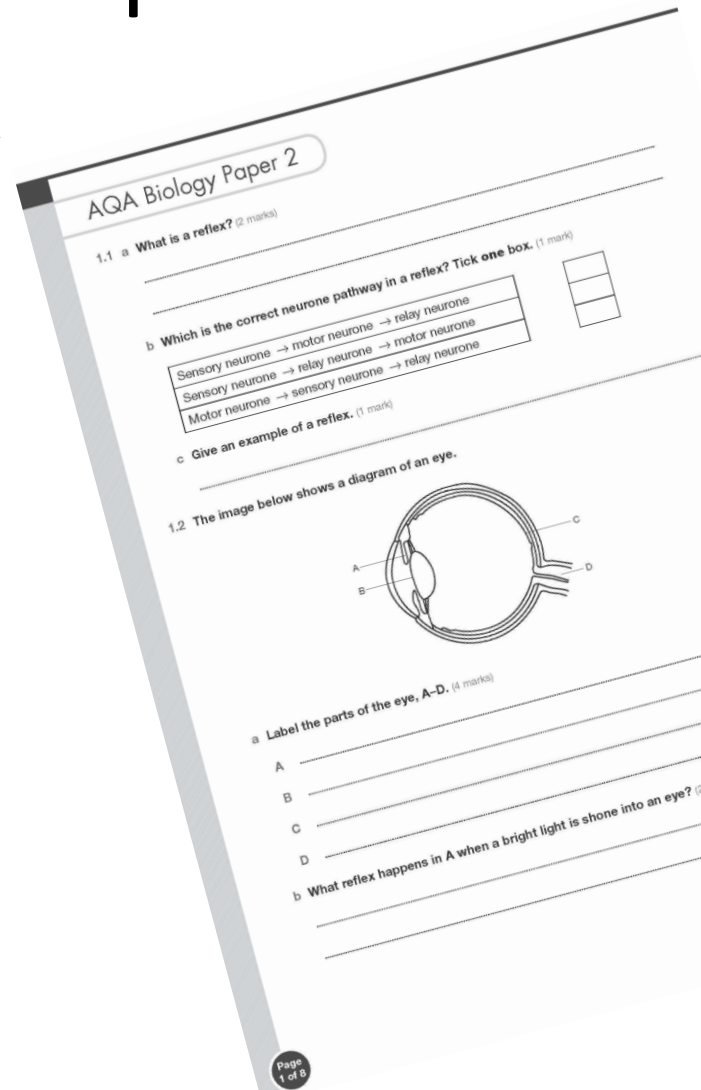 AQA Biology Paper 2
1.1 a What is a reflex? (2 marks)
b Which is the correct neurone pathway in a reflex? Tick one box. (1 mark)
Sensory neurone → motor neurone → relay neurone
Sensory neurone → relay neurone → motor neurone
Motor neurone → sensory neurone → relay neurone
c Give an example of a reflex. (1 mark)
1.2 The image below shows a diagram of an eye.
A
B
C
D
a Label the parts of the eye, A–D. (4 marks)
A
B
C
D
b What reflex happens in A when a bright light is shone into an eye?
Page
1 of 8